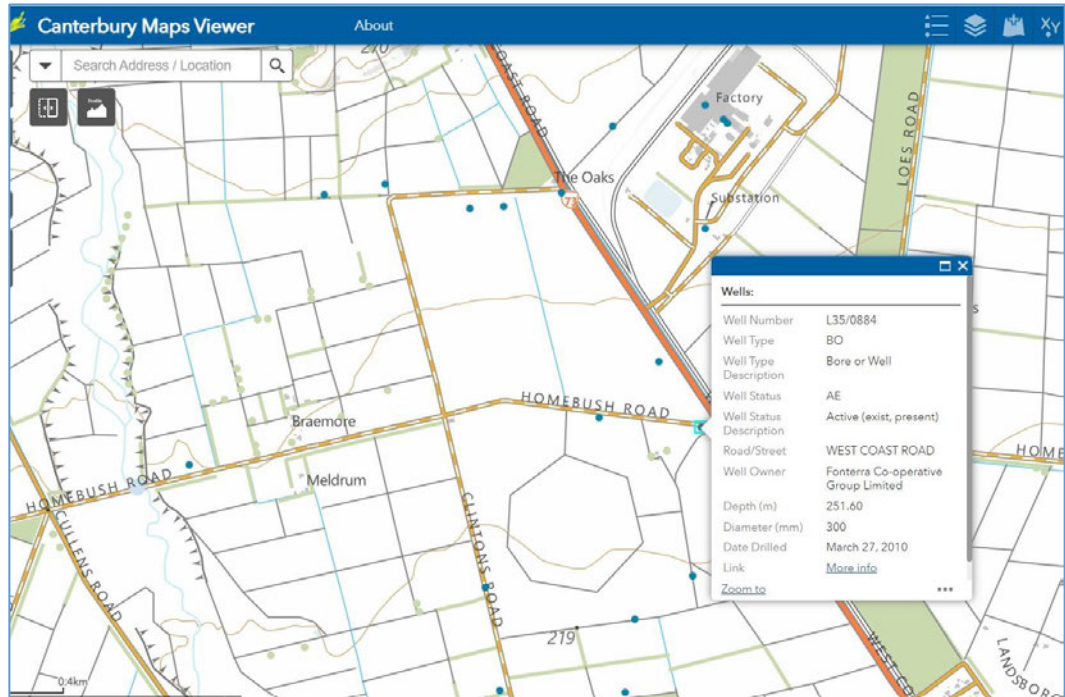 Canterbury Maps Viewer
About
XY
Search Address / Location
270
COAST ROAD
Factory
LOES ROAD
The Oaks
73
Substation
Wells:
Well Number L35/0884
Well Type BO
Well Type Description Bore or Well
Well Status AE
Well Status Description Active (exist, present)
Road/Street WEST COAST ROAD
Well Owner Fonterra Co-operative
Group Limited
Depth (m) 251.60
Diameter (mm) 300
Date Drilled March 27, 2010
Link More info
Zoom to
s
HOMEBUSH ROAD
Braemore
HOME
Meldrum
HOMEBUSH ROAD
CULLENS ROAD
CLINTONS ROAD
219
WEST CO
LANDSBORO
0.4km